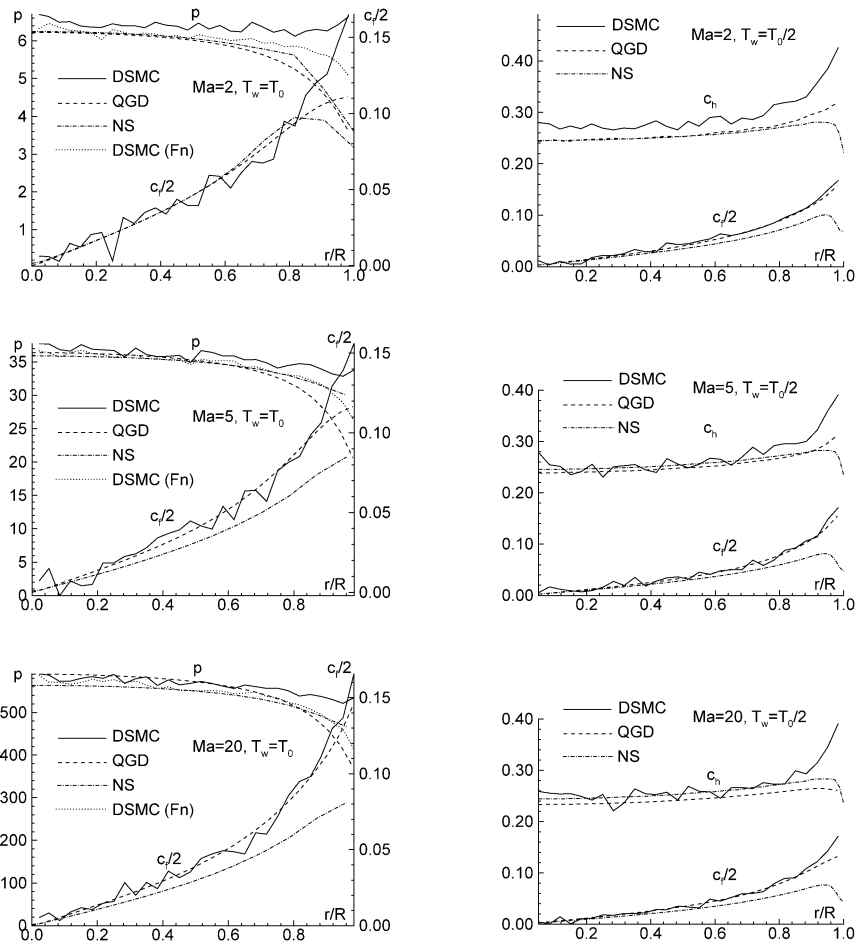 p
p
c_f/2
6
5
4
3
2
1
0.15
0.10
0.05
0.00
DSMC
QGD
NS
DSMC (Fn)
Ma=2, T_w=T_0
c_f/2
r/R
0.0 0.2 0.4 0.6 0.8 1.0
0.40
0.30
0.20
0.10
0.00
DSMC
QGD
NS
Ma=2, T_w=T_0/2
c_h
c_f/2
r/R
0.2 0.4 0.6 0.8 1.0
p
p
c_f/2
35
30
25
20
15
10
5
0
0.15
0.10
0.05
0.00
DSMC
QGD
NS
DSMC (Fn)
Ma=5, T_w=T_0
c_f/2
r/R
0.0 0.2 0.4 0.6 0.8
0.40
0.30
0.20
0.10
0.00
DSMC
QGD
NS
Ma=5, T_w=T_0/2
c_h
c_f/2
r/R
0.2 0.4 0.6 0.8 1.0
p
p
c_f/2
500
400
300
200
100
0
0.15
0.10
0.05
0.00
DSMC
QGD
NS
DSMC (Fn)
Ma=20, T_w=T_0
c_f/2
r/R
0.0 0.2 0.4 0.6 0.8
0.40
0.30
0.20
0.10
0.00
DSMC
QGD
NS
Ma=20, T_w=T_0/2
c_h
c_f/2
r/R
0.2 0.4 0.6 0.8 1.0